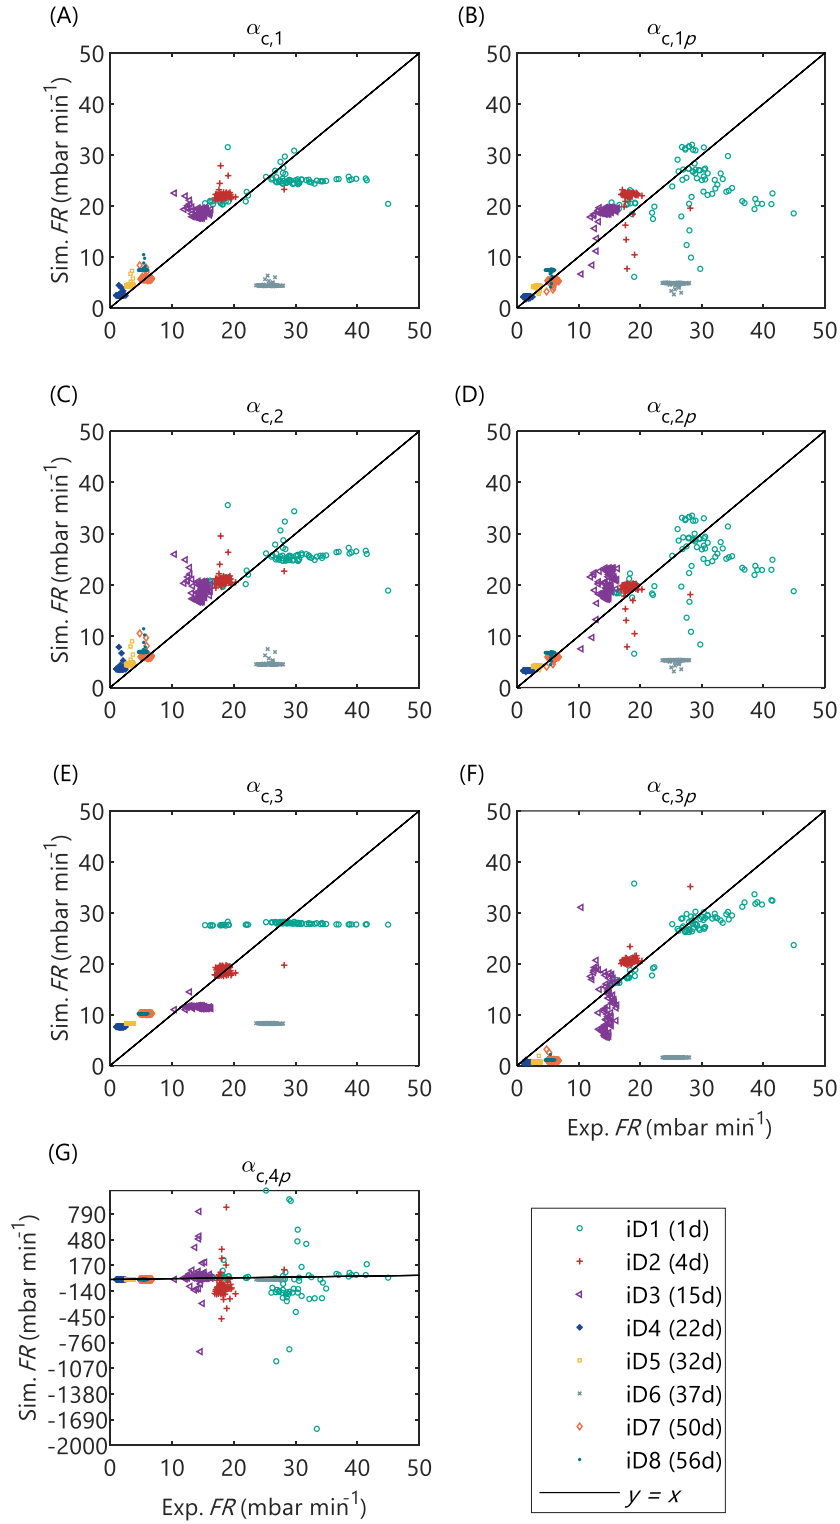 (A)
α c,1
50
40
30
20
10
0
Sim. FR (mbar min-1)
0 10 20 30 40 50
(B)
α c,1p
50
40
30
20
10
0
0 10 20 30 40 50
(C)
α c,2
50
40
30
20
10
0
Sim. FR (mbar min-1)
0 10 20 30 40 50
(D)
α c,2p
50
40
30
20
10
0
Sim. FR (mbar min-1)
0 10 20 30 40 50
(E)
α c,3
50
40
30
20
10
0
Sim. FR (mbar min-1)
0 10 20 30 40 50
(F)
α c,3p
50
40
30
20
10
0
0 10 20 30 40 50
Exp. FR (mbar min-1)
(G)
α c,4p
790
480
170
-140
-450
-760
-1070
-1380
-1690
-2000
Sim. FR (mbar min-1)
0 10 20 30 40 50
Exp. FR (mbar min-1)
iD1 (1d)
iD2 (4d)
iD3 (15d)
iD4 (22d)
iD5 (32d)
iD6 (37d)
iD7 (50d)
iD8 (56d)
y = x